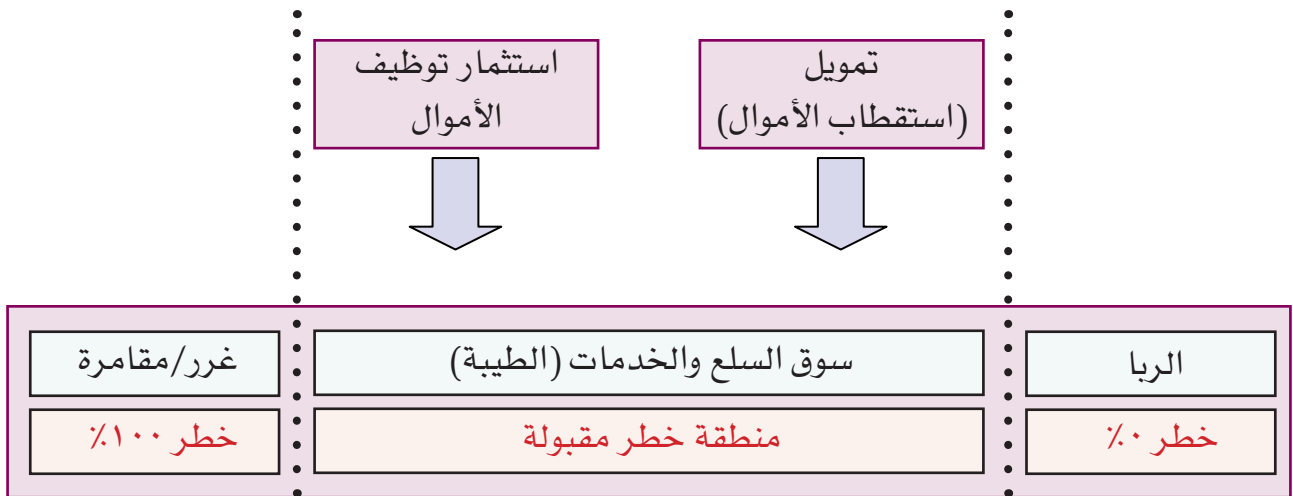 تمويل
(استقطاب الأموال)
استثمار توظيف
الأموال
الربا
سوق السلع والخدمات (الطيبة)
غرر/مقامرة
خطر ٠٪
منطقة خطر مقبولة
خطر ١٠٠٪